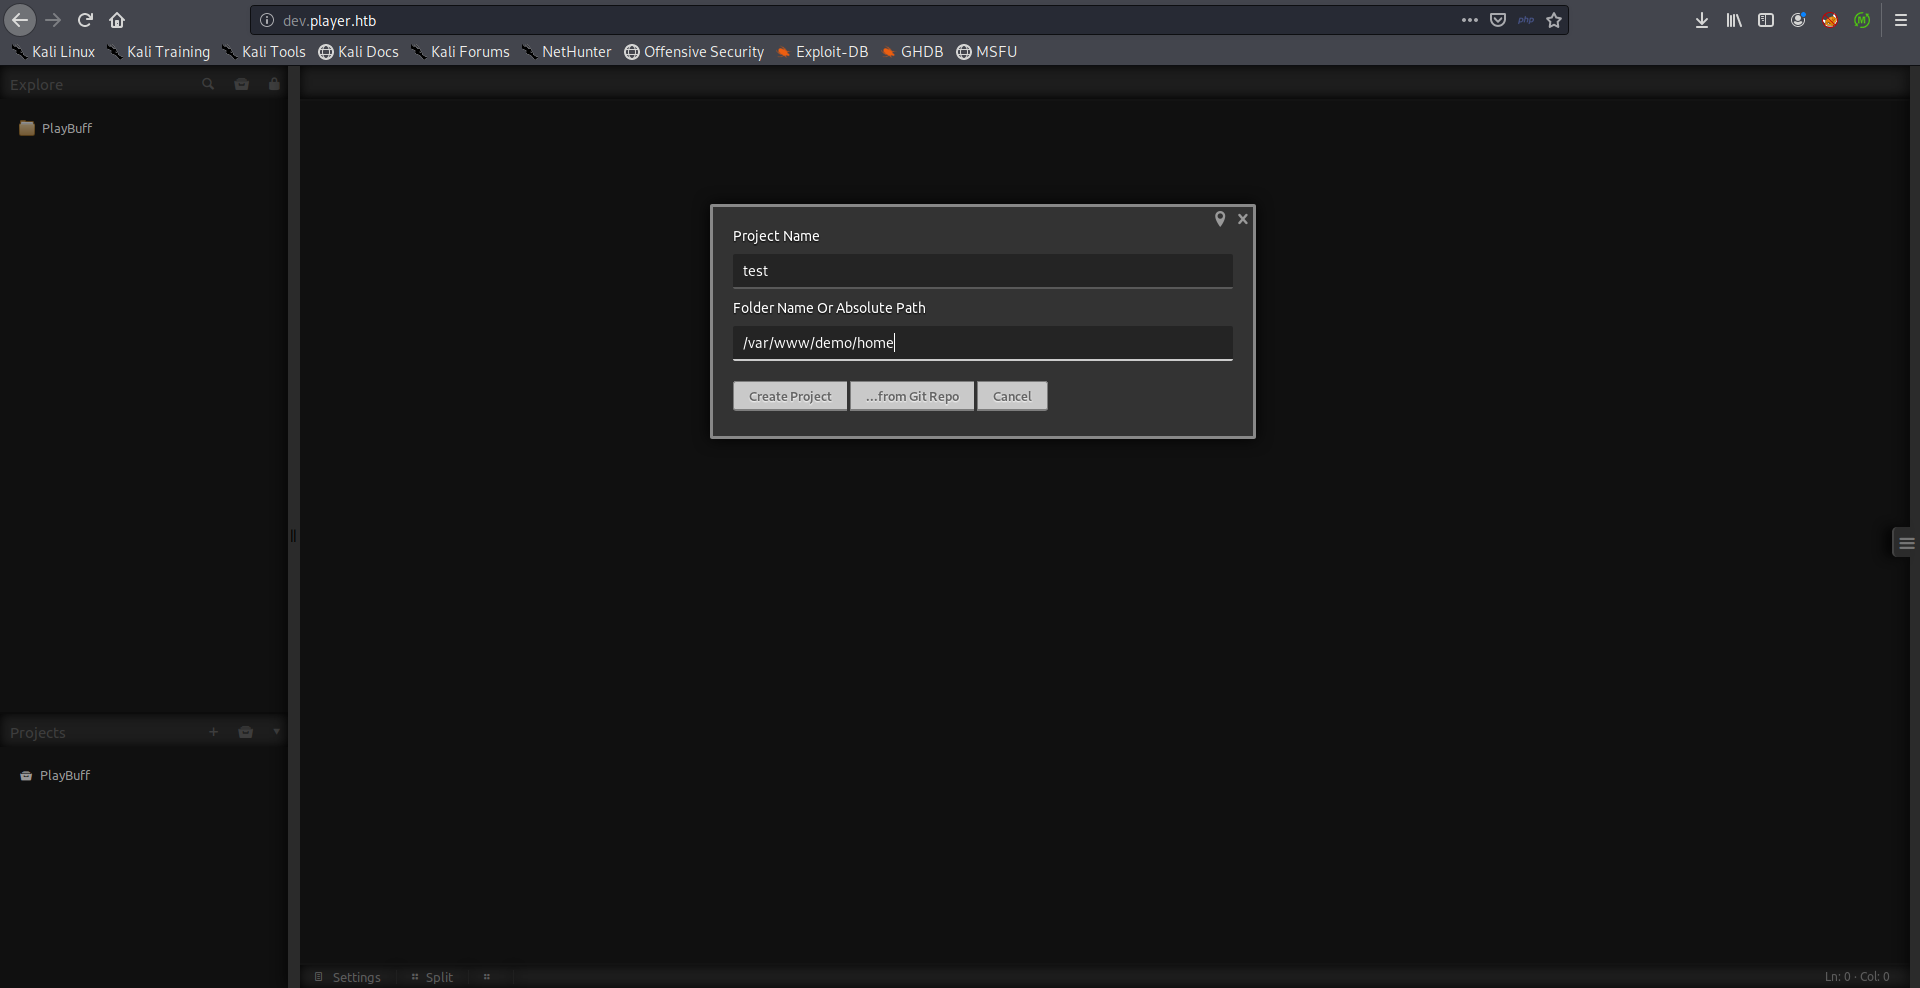 dev.player.htb
php
Kali Linux Kali Training Kali Tools Kali Docs Kali Forums NetHunter Offensive Security Exploit-DB GHDB MSFU
Explore
PlayBuff
Project Name
test
Folder Name Or Absolute Path
/var/www/demo/home
Create Project ...from Git Repo Cancel
Projects
PlayBuff
Settings Split Ln: 0 · Col: 0